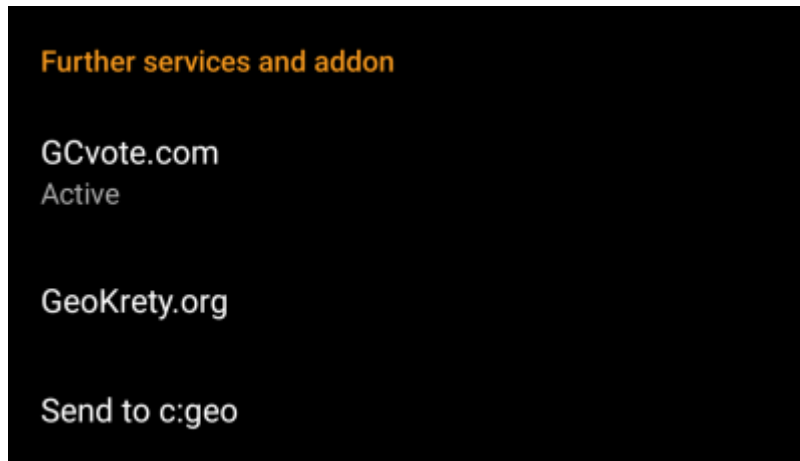 Further services and addon
GCvote.com
Active
GeoKrety.org
Send to c:geo